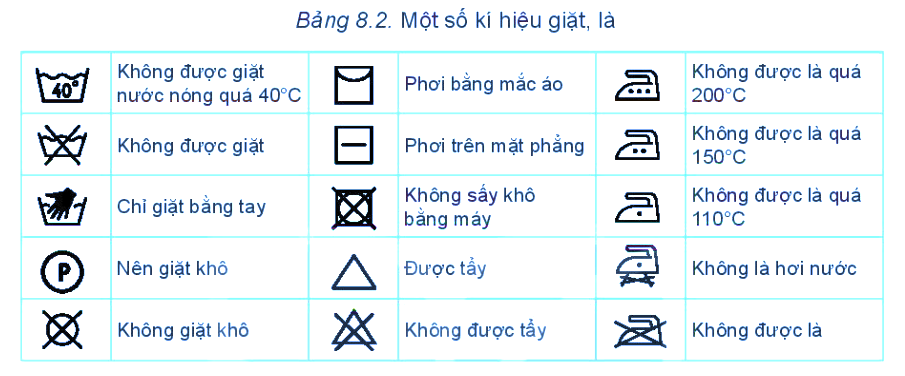 Bảng 8.2. Một số kí hiệu giặt, là
40°
Không được giặt
nước nóng quá 40°C
Phơi bằng mắc áo
Không được là quá
200°C
Không được giặt
Phơi trên mặt phẳng
Không được là quá
150°C
Chỉ giặt bằng tay
Không sấy khô
bằng máy
Không được là quá
110°C
P
Nên giặt khô
Được tẩy
Không là hơi nước
Không giặt khô
Không được tẩy
Không được là